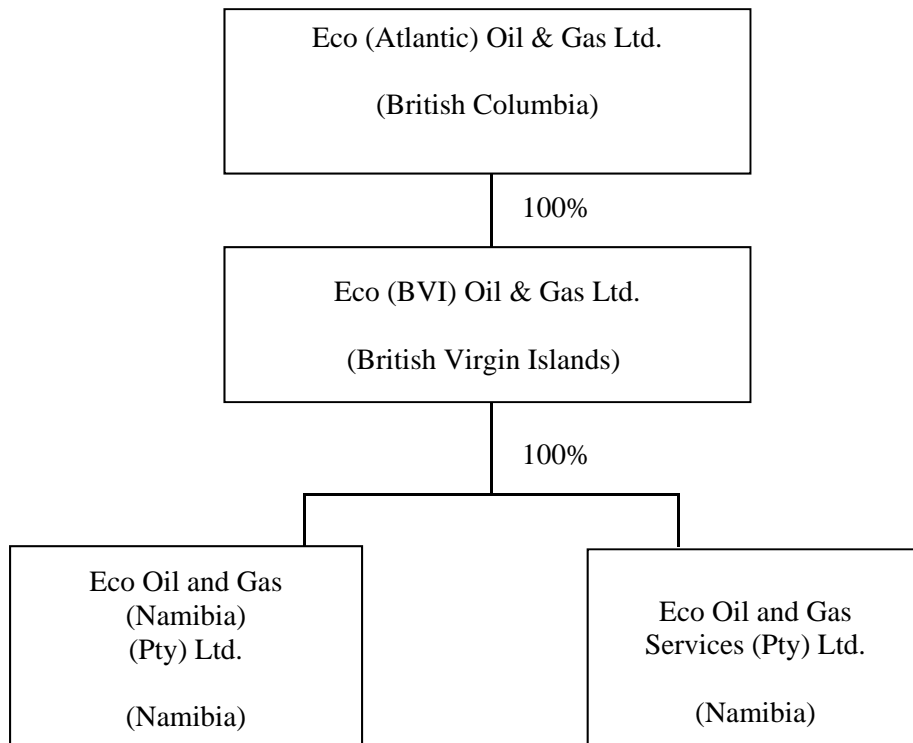 Eco (Atlantic) Oil & Gas Ltd.
(British Columbia)
100%
Eco (BVI) Oil & Gas Ltd.
(British Virgin Islands)
100%
Eco Oil and Gas
(Namibia)
(Pty) Ltd.
(Namibia)
Eco Oil and Gas
Services (Pty) Ltd.
(Namibia)